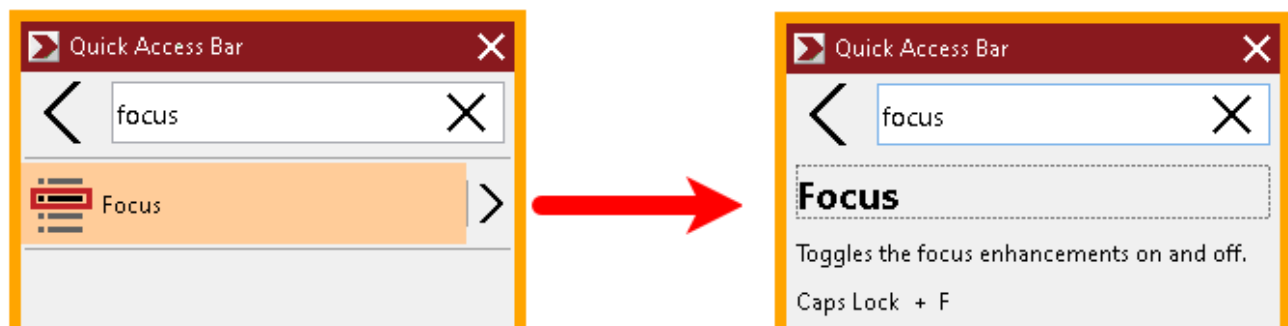 Quick Access Bar
focus
Focus
Quick Access Bar
focus
Focus
Toggles the focus enhancements on and off.
Caps Lock + F